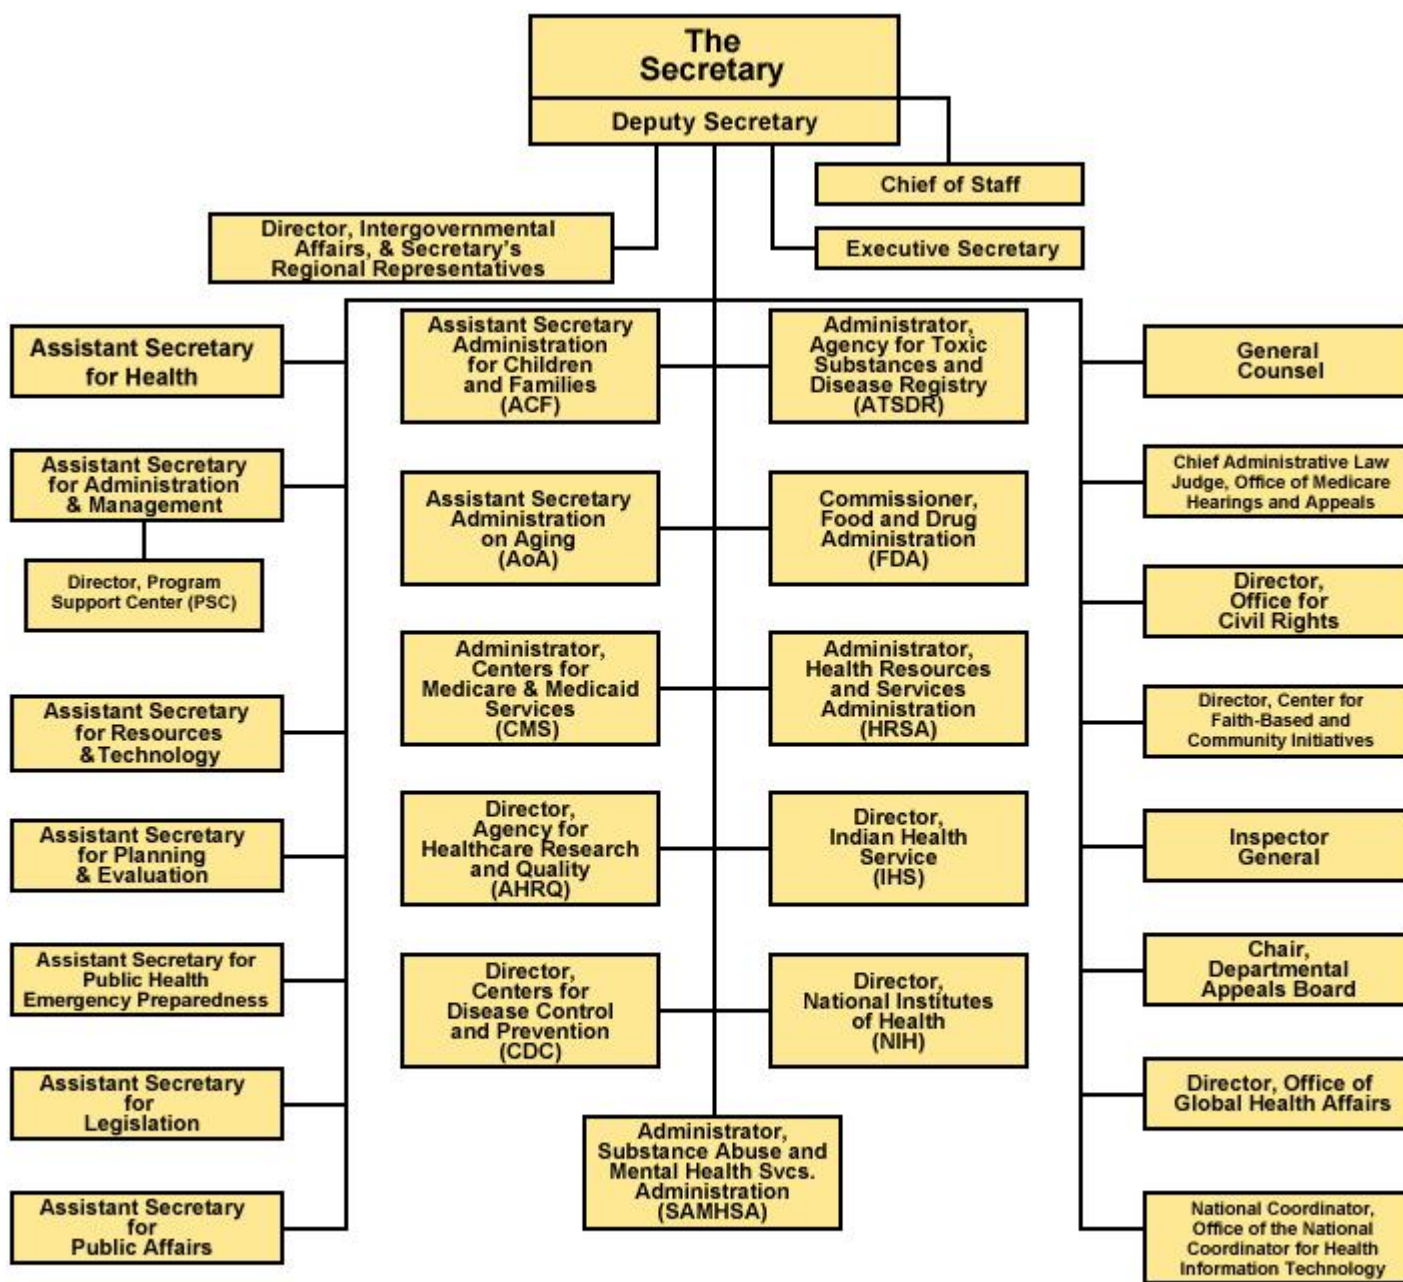 The
Secretary
Deputy Secretary
Chief of Staff
Director, Intergovernmental
Affairs, & Secretary’s
Regional Representatives
Executive Secretary
Assistant Secretary
for Health
Assistant Secretary
for Administration
& Management
Director, Program
Support Center (PSC)
Assistant Secretary
for Resources
& Technology
Assistant Secretary
for Planning
& Evaluation
Assistant Secretary for
Public Health
Emergency Preparedness
Assistant Secretary
for
Legislation
Assistant Secretary
for
Public Affairs
Assistant Secretary
Administration
for Children
and Families
(ACF)
Administrator,
Agency for Toxic
Substances and
Disease Registry
(ATSDR)
Assistant Secretary
Administration
on Aging
(AoA)
Commissioner,
Food and Drug
Administration
(FDA)
Administrator,
Centers for
Medicare & Medicaid
Services
(CMS)
Administrator,
Health Resources
and Services
Administration
(HRSA)
Director,
Agency for
Healthcare Research
and Quality
(AHRQ)
Director,
Indian Health
Service
(IHS)
Director,
Centers for
Disease Control
and Prevention
(CDC)
Director,
National Institutes
of Health
(NIH)
Administrator,
Substance Abuse and
Mental Health Svcs.
Administration
(SAMHSA)
General
Counsel
Chief Administrative Law
Judge, Office of Medicare
Hearings and Appeals
Director,
Office for
Civil Rights
Director, Center for
Faith-Based and
Community Initiatives
Inspector
General
Chair,
Departmental
Appeals Board
Director, Office of
Global Health Affairs
National Coordinator,
Office of the National
Coordinator for Health
Information Technology